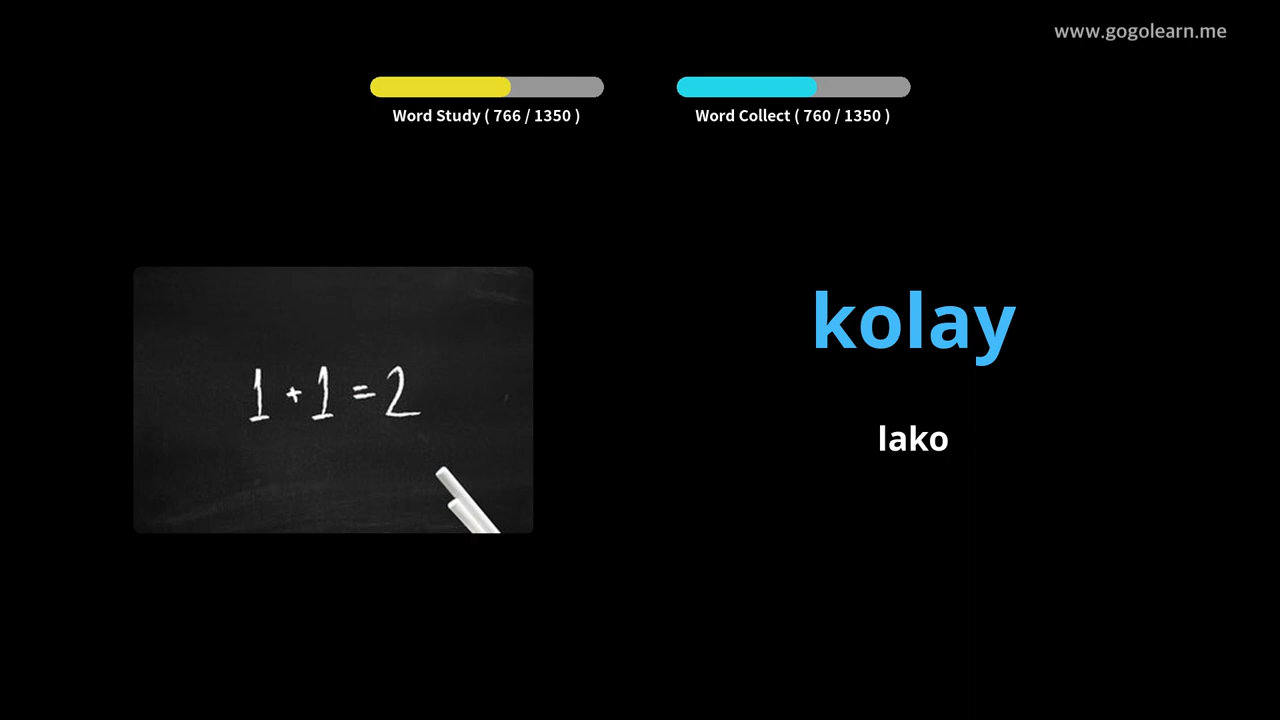 www.gogolearn.me
Word Study ( 766 / 1350 )
Word Collect ( 760 / 1350 )
1 + 1 = 2
kolay
lako